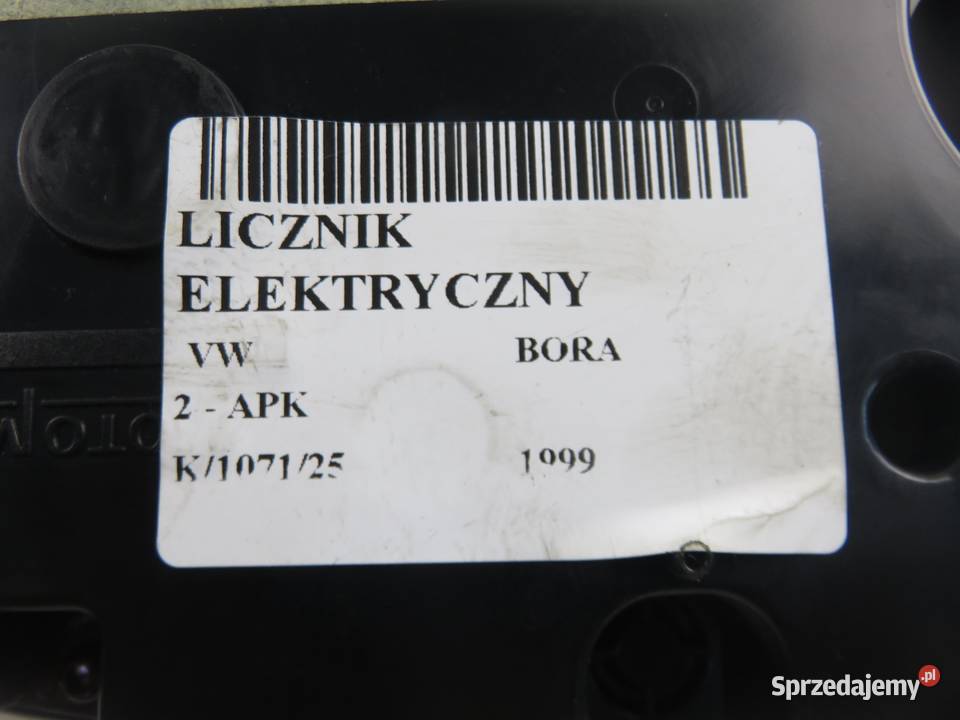 LICZNIK
ELEKTRYCZNY
VW BORA
2 - APK
K/1071/25 1999
Sprzedajemy.pl